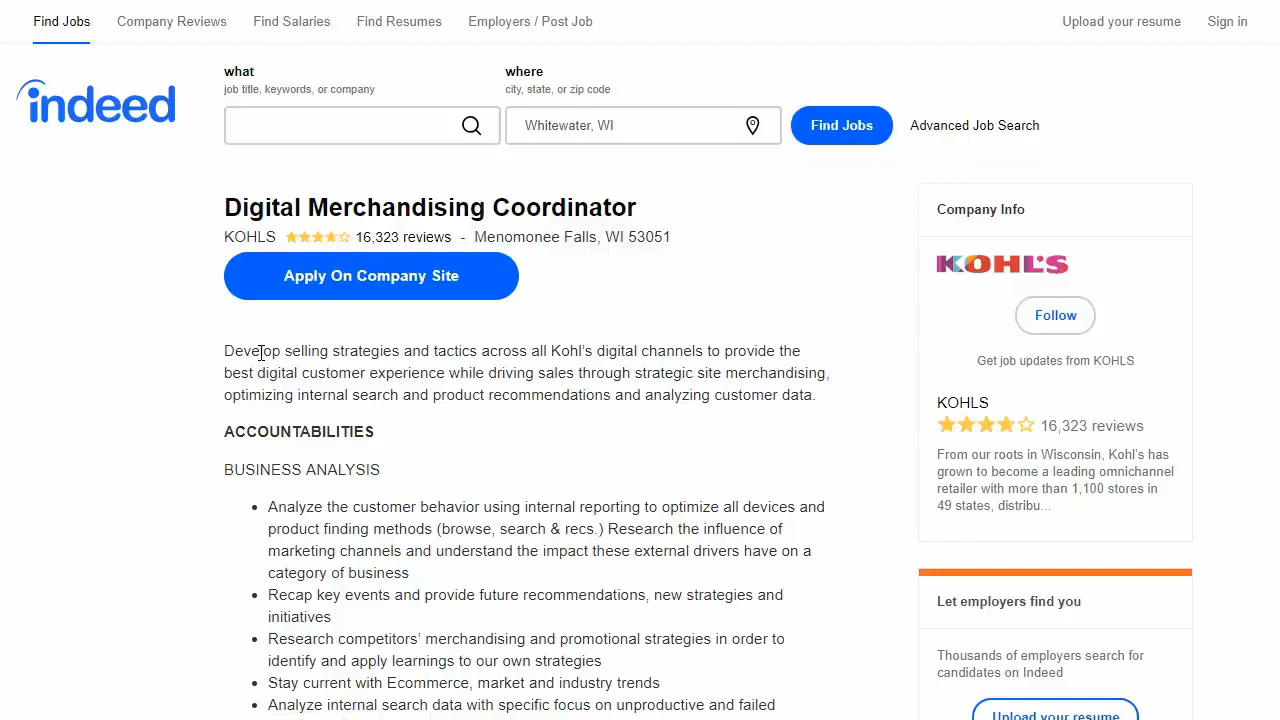 Find Jobs Company Reviews Find Salaries Find Resumes Employers / Post Job Upload your resume Sign in
what where
job title, keywords, or company city, state, or zip code
indeed
Whitewater, WI Find Jobs Advanced Job Search
Digital Merchandising Coordinator
KOHLS 16,323 reviews - Menomonee Falls, WI 53051
Apply On Company Site
Develop selling strategies and tactics across all Kohl's digital channels to provide the
best digital customer experience while driving sales through strategic site merchandising,
optimizing internal search and product recommendations and analyzing customer data.
ACCOUNTABILITIES
BUSINESS ANALYSIS
• Analyze the customer behavior using internal reporting to optimize all devices and
product finding methods (browse, search & recs.) Research the influence of
marketing channels and understand the impact these external drivers have on a
category of business
• Recap key events and provide future recommendations, new strategies and
initiatives
• Research competitors' merchandising and promotional strategies in order to
identify and apply learnings to our own strategies
• Stay current with Ecommerce, market and industry trends
• Analyze internal search data with specific focus on unproductive and failed
Company Info
KOHL'S
Follow
Get job updates from KOHLS
KOHLS
16,323 reviews
From our roots in Wisconsin, Kohl's has
grown to become a leading omnichannel
retailer with more than 1,100 stores in
49 states, distribu...
Let employers find you
Thousands of employers search for
candidates on Indeed
Upload your resume